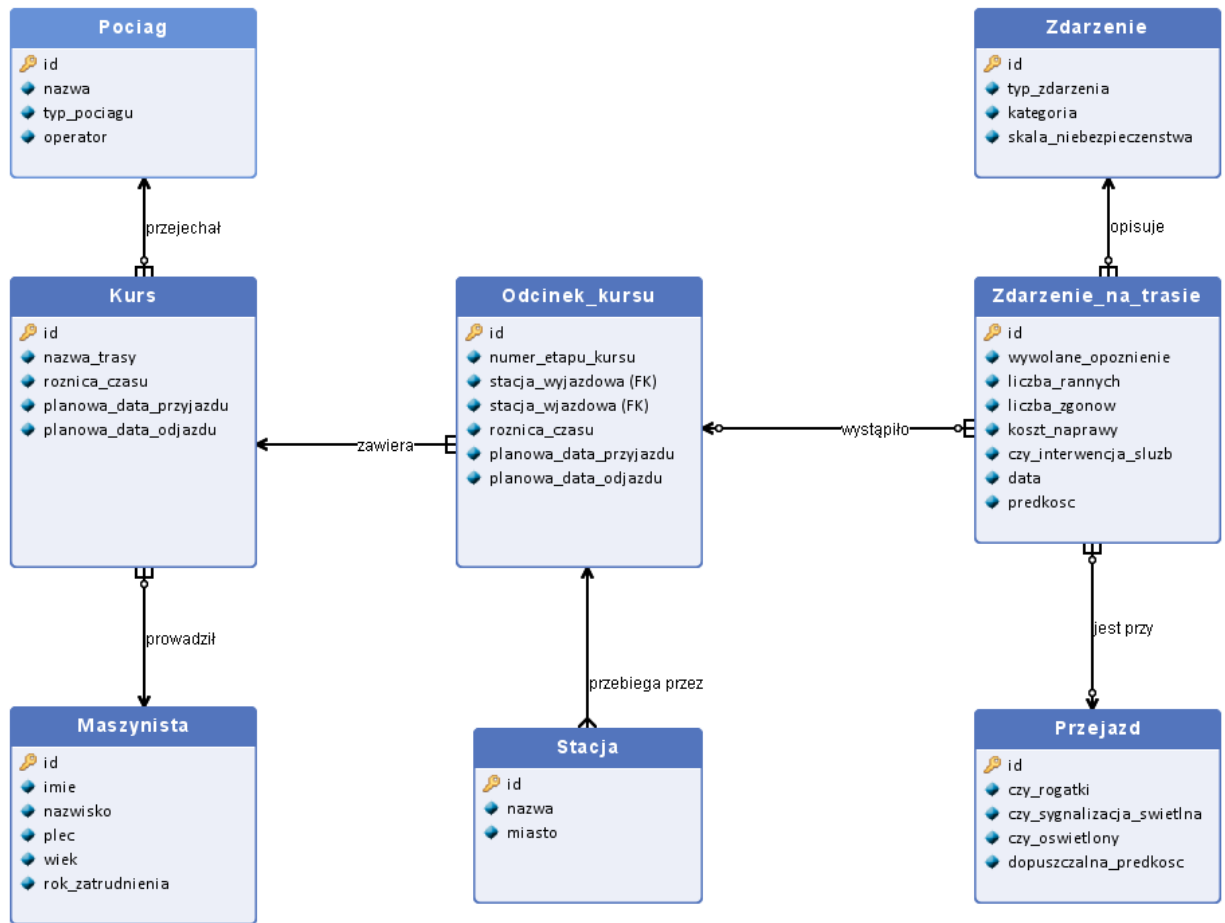 Pociag
id
nazwa
typ_pociagu
operator
przejechał
Kurs
id
nazwa_trasy
roznica_czasu
planowa_data_przyjazdu
planowa_data_odjazdu
prowadził
Maszynista
id
imie
nazwisko
plec
wiek
rok_zatrudnienia
zawiera
Odcinek_kursu
id
numer_etapu_kursu
stacja_wyjazdowa (FK)
stacja_wjazdowa (FK)
roznica_czasu
planowa_data_przyjazdu
planowa_data_odjazdu
przebiega przez
Stacja
id
nazwa
miasto
wystąpiło
Zdarzenie
id
typ_zdarzenia
kategoria
skala_niebezpieczenstwa
opisuje
Zdarzenie_na_trasie
id
wywolane_opoznienie
liczba_rannych
liczba_zgonow
koszt_naprawy
czy_interwencja_sluzb
data
predkosc
jest przy
Przejazd
id
czy_rogatki
czy_sygnalizacja_swietlna
czy_oswietlony
dopuszczalna_predkosc